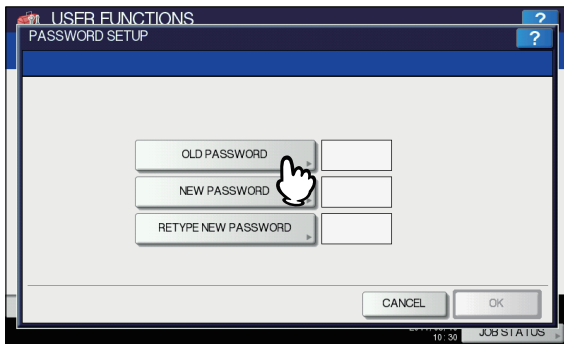 USER FUNCTIONS ?
PASSWORD SETUP ?
OLD PASSWORD
NEW PASSWORD
RETYPE NEW PASSWORD
CANCEL OK
10:30 JOB STATUS